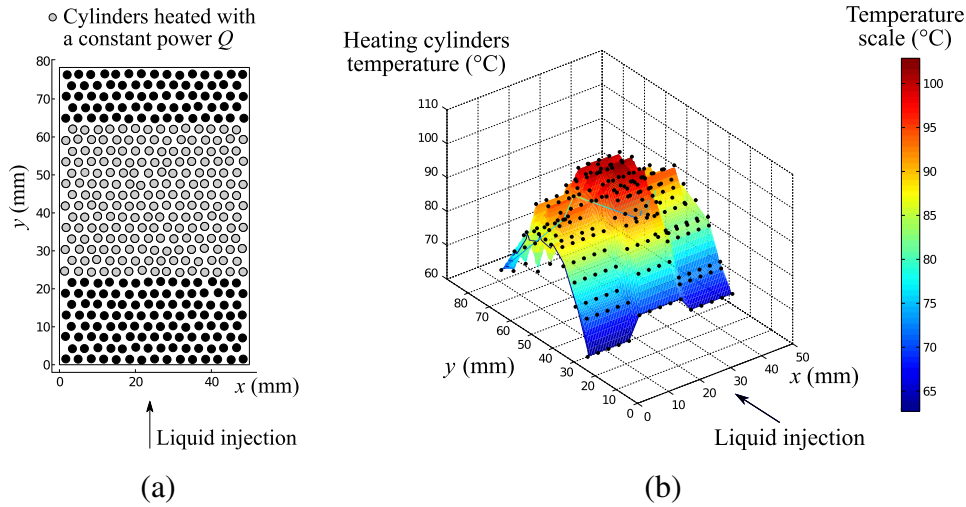 Cylinders heated with
a constant power Q
80
70
60
50
40
30
20
10
0
y (mm)
0
20
40
x (mm)
Liquid injection
(a)
Heating cylinders
temperature (°C)
110
100
90
80
70
60
80
70
60
50
40
30
20
10
0
y (mm)
0
10
20
30
40
50
x (mm)
Liquid injection
(b)
Temperature
scale (°C)
100
95
90
85
80
75
70
65